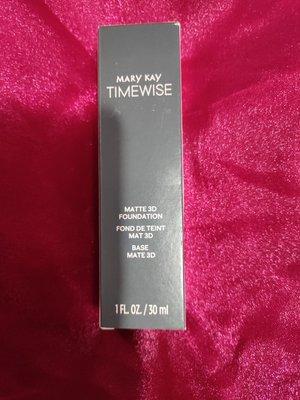 MARY KAY
TIMEWISE
MATTE 3D
FOUNDATION
FOND DE TEINT
MAT 3D
BASE
MATE 3D
1 FL. OZ. / 30 ml